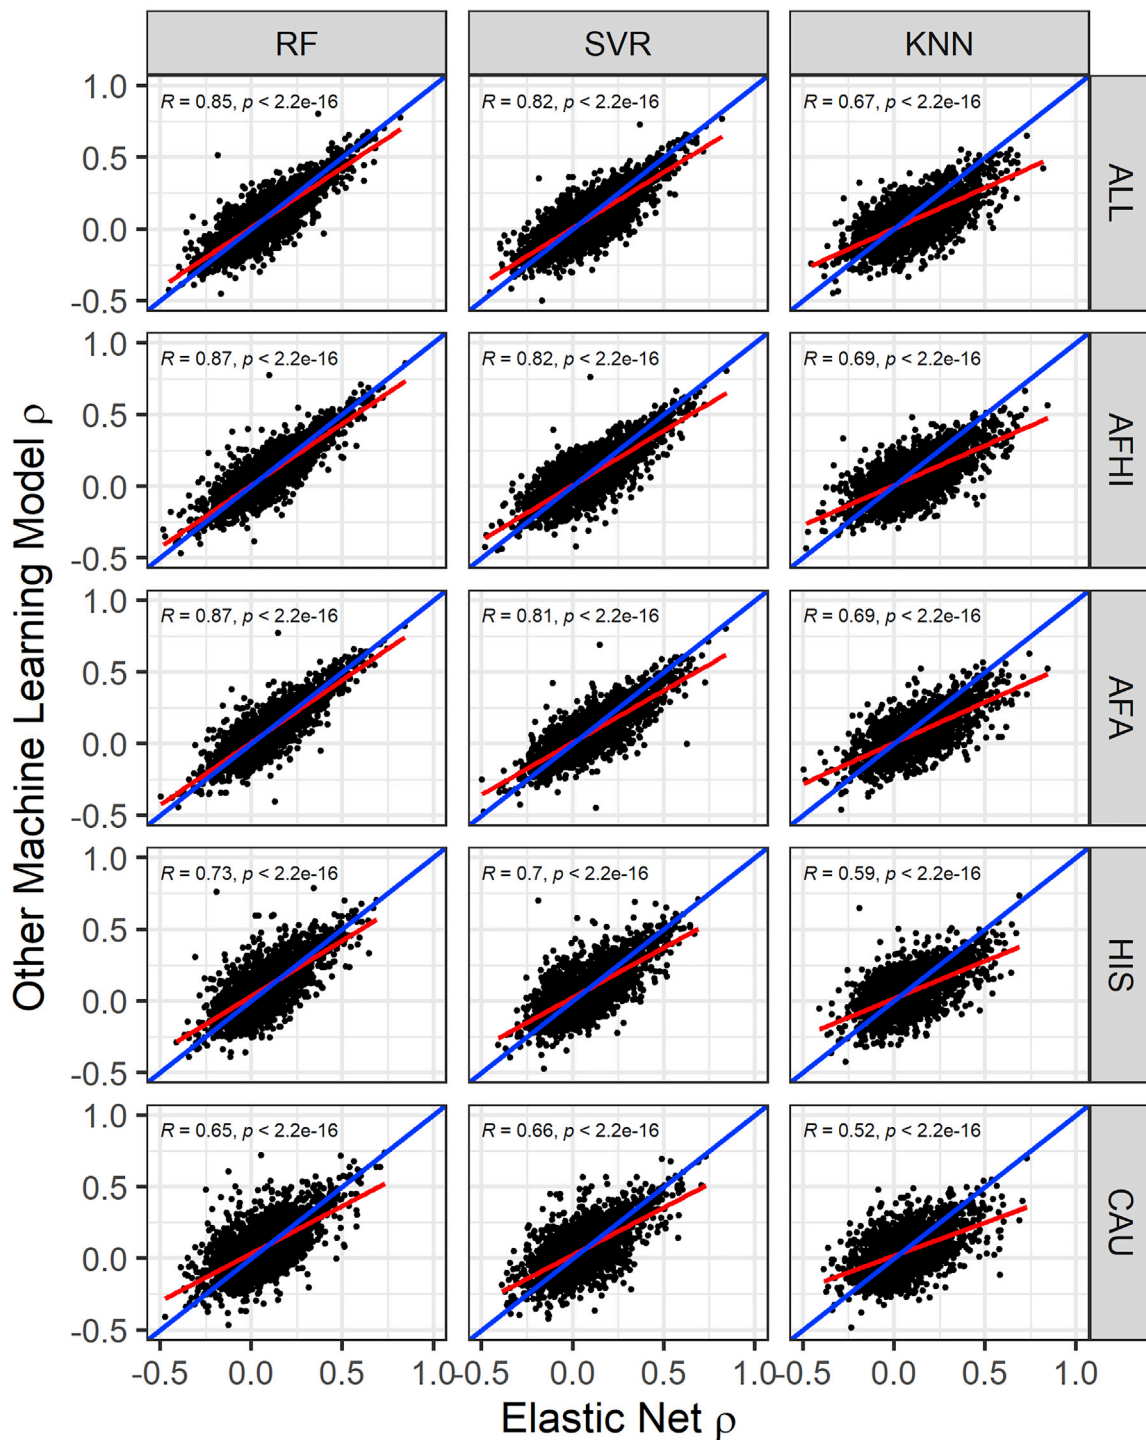 RF
SVR
KNN
1.0
0.5
0.0
-0.5
R = 0.85, p < 2.2e-16
R = 0.82, p < 2.2e-16
R = 0.67, p < 2.2e-16
ALL
1.0
0.5
0.0
-0.5
R = 0.87, p < 2.2e-16
R = 0.82, p < 2.2e-16
R = 0.69, p < 2.2e-16
AFHI
1.0
0.5
0.0
-0.5
R = 0.87, p < 2.2e-16
R = 0.81, p < 2.2e-16
R = 0.69, p < 2.2e-16
AFA
1.0
0.5
0.0
-0.5
R = 0.73, p < 2.2e-16
R = 0.7, p < 2.2e-16
R = 0.59, p < 2.2e-16
HIS
1.0
0.5
0.0
-0.5
R = 0.65, p < 2.2e-16
R = 0.66, p < 2.2e-16
R = 0.52, p < 2.2e-16
CAU
-0.5 0.0 0.5 1.0
-0.5 0.0 0.5 1.0
-0.5 0.0 0.5 1.0
Elastic Net ρ
Other Machine Learning Model ρ